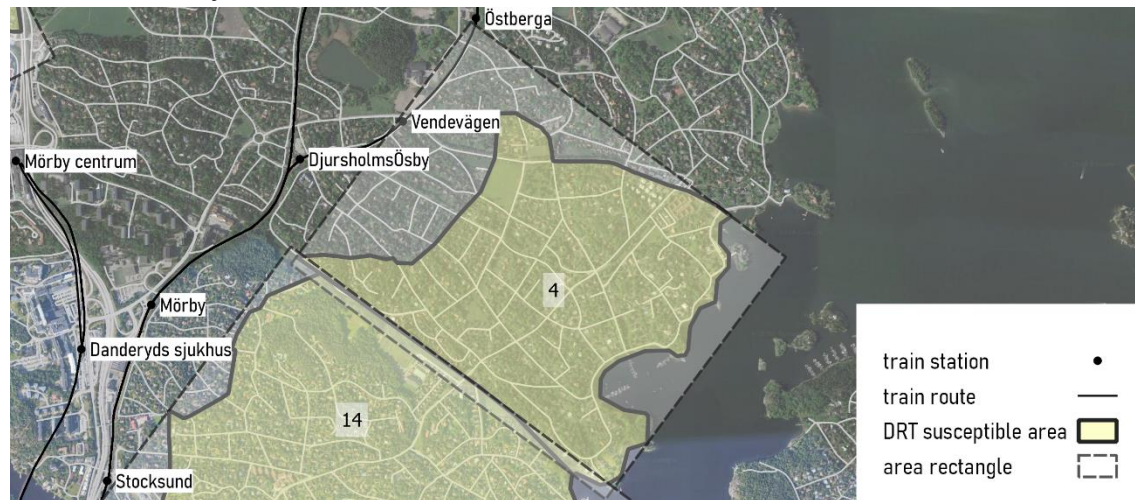 Östberga
Vendevägen
DjursholmsÖsby
Mörby centrum
4
Mörby
Danderyds sjukhus
14
Stocksund
train station
train route
DRT susceptible area
area rectangle